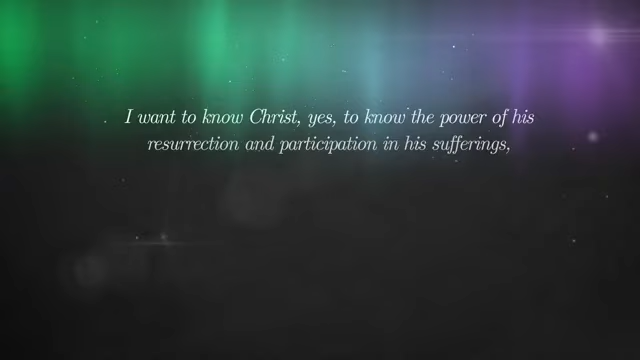 I want to know Christ, yes, to know the power of his
resurrection and participation in his sufferings,